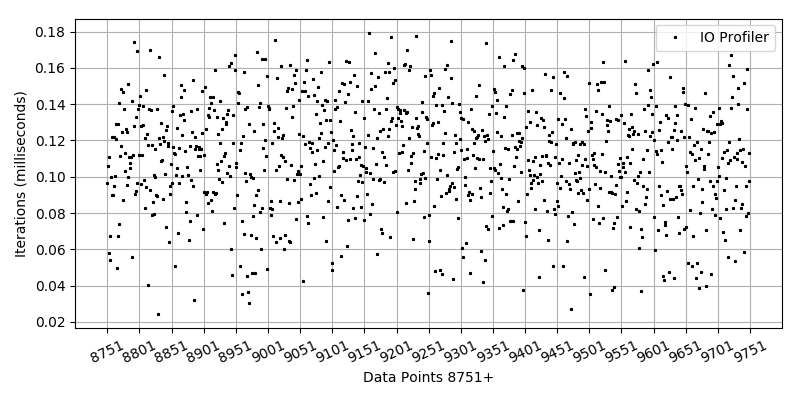 IO Profiler
Iterations (milliseconds)
0.18
0.16
0.14
0.12
0.10
0.08
0.06
0.04
0.02
8751 8801 8851 8901 8951 9001 9051 9101 9151 9201 9251 9301 9351 9401 9451 9501 9551 9601 9651 9701 9751
Data Points 8751+